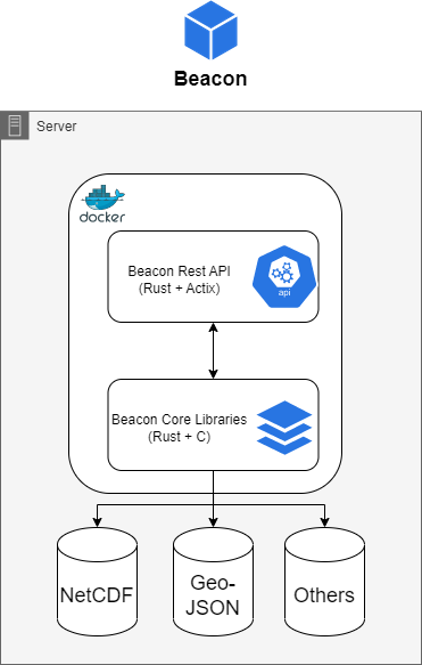 Beacon
Server
docker
Beacon Rest API
(Rust + Actix)
api
Beacon Core Libraries
(Rust + C)
NetCDF
Geo-
JSON
Others